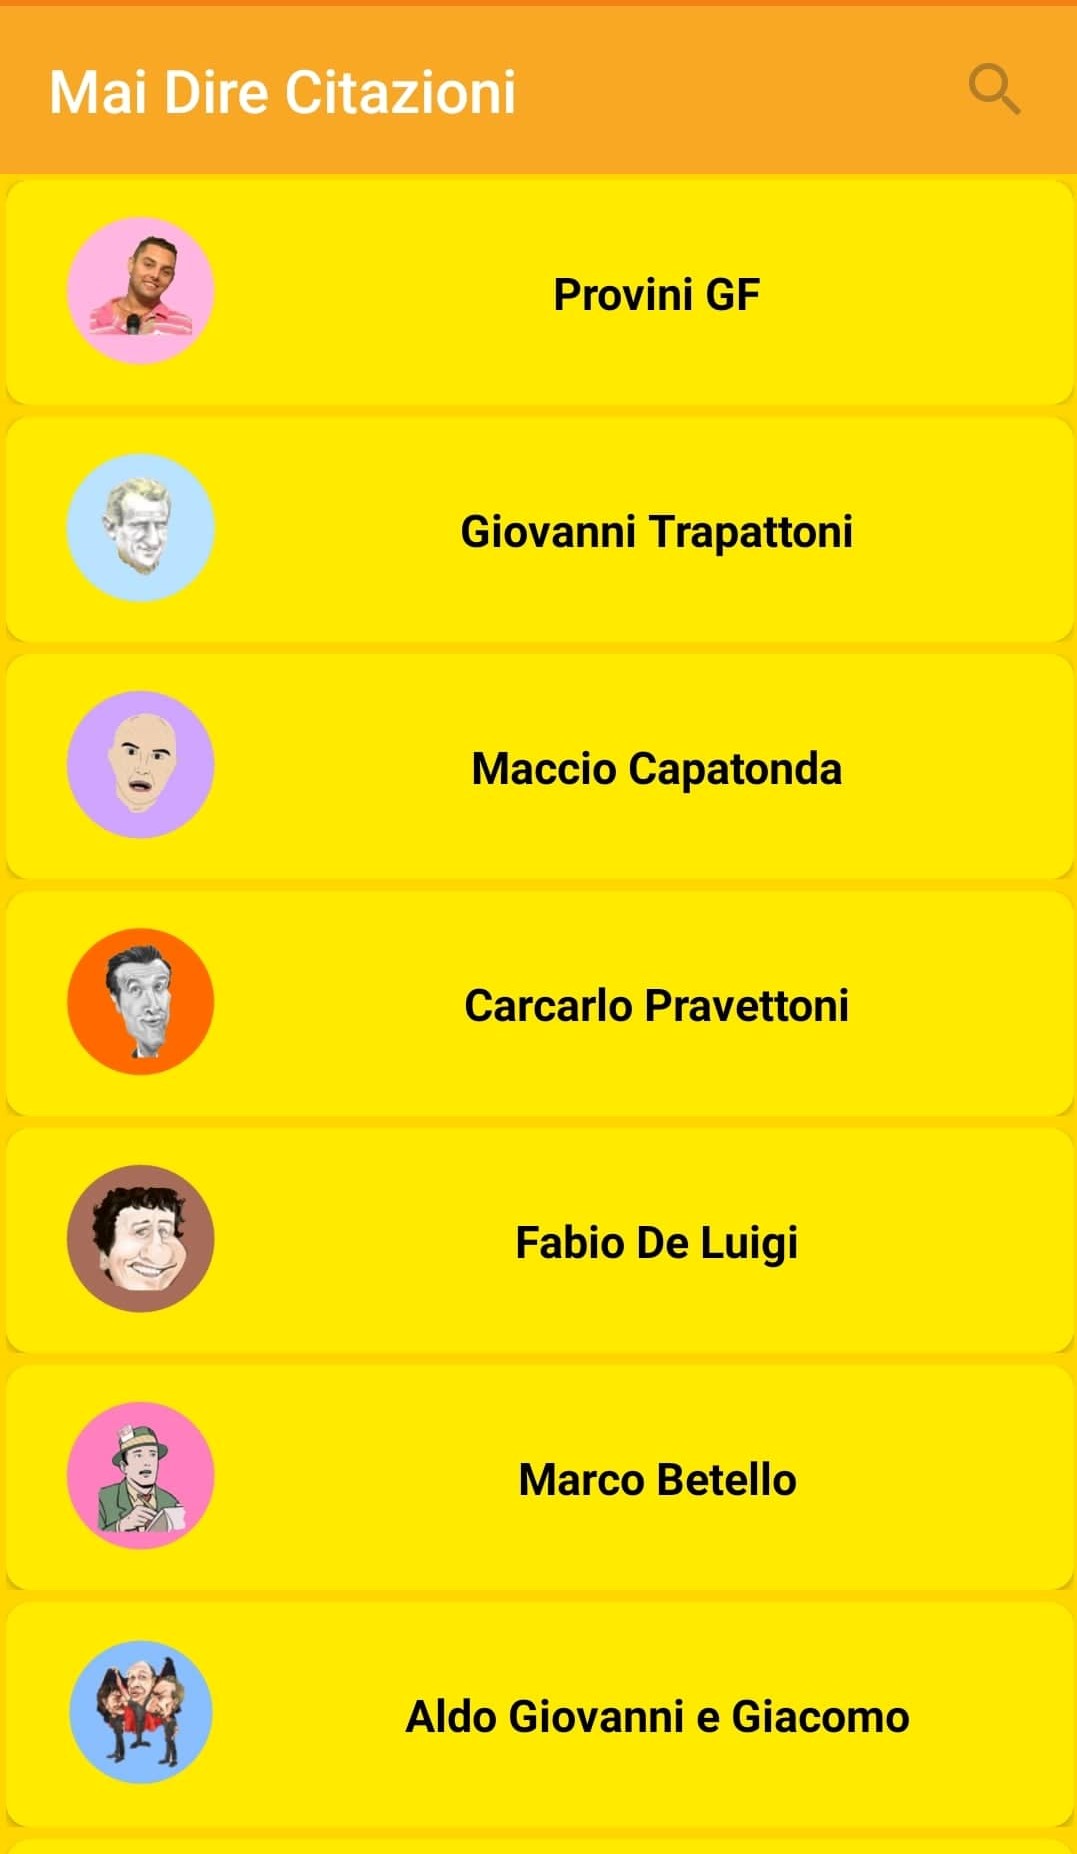 Mai Dire Citazioni
Provini GF
Giovanni Trapattoni
Maccio Capatonda
Carcarlo Pravettoni
Fabio De Luigi
Marco Betello
Aldo Giovanni e Giacomo